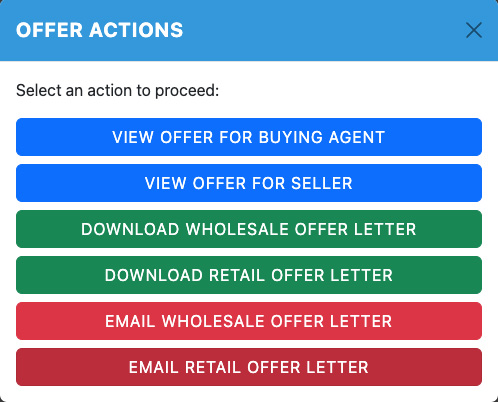 OFFER ACTIONS
Select an action to proceed:
VIEW OFFER FOR BUYING AGENT
VIEW OFFER FOR SELLER
DOWNLOAD WHOLESALE OFFER LETTER
DOWNLOAD RETAIL OFFER LETTER
EMAIL WHOLESALE OFFER LETTER
EMAIL RETAIL OFFER LETTER